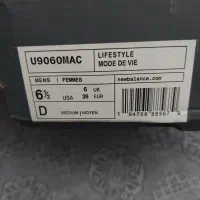 U9060MAC
LIFESTYLE
MODE DE VIE
MENS | FEMMES
newbalance.com
6½
USA
6 UK
39 EUR
D
MEDIUM | MOYEN